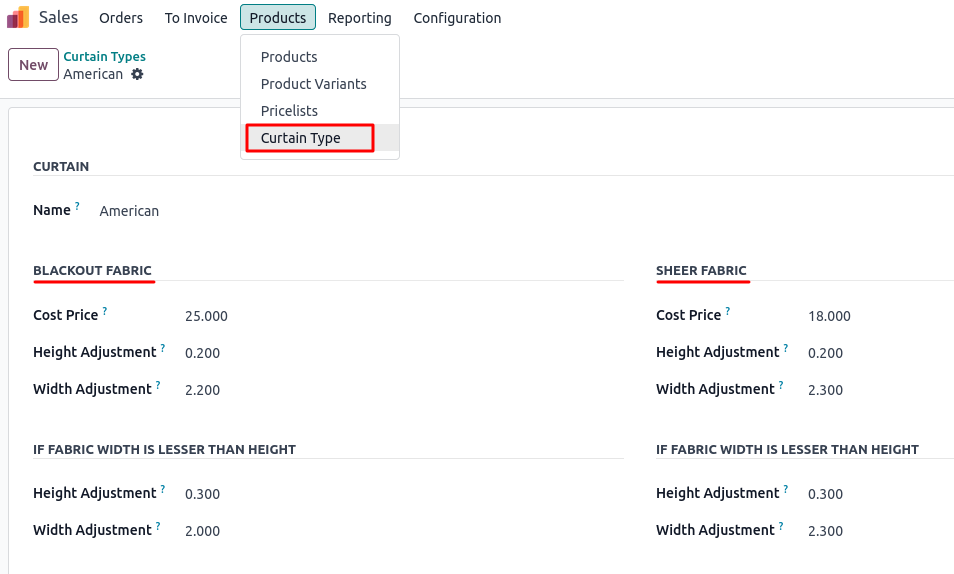 Sales Orders To Invoice Products Reporting Configuration
New
Curtain Types
American
Products
Product Variants
Pricelists
Curtain Type
CURTAIN
Name ? American
BLACKOUT FABRIC
Cost Price ? 25.000
Height Adjustment ? 0.200
Width Adjustment ? 2.200
IF FABRIC WIDTH IS LESSER THAN HEIGHT
Height Adjustment ? 0.300
Width Adjustment ? 2.000
SHEER FABRIC
Cost Price ? 18.000
Height Adjustment ? 0.200
Width Adjustment ? 2.300
IF FABRIC WIDTH IS LESSER THAN HEIGHT
Height Adjustment ? 0.300
Width Adjustment ? 2.300